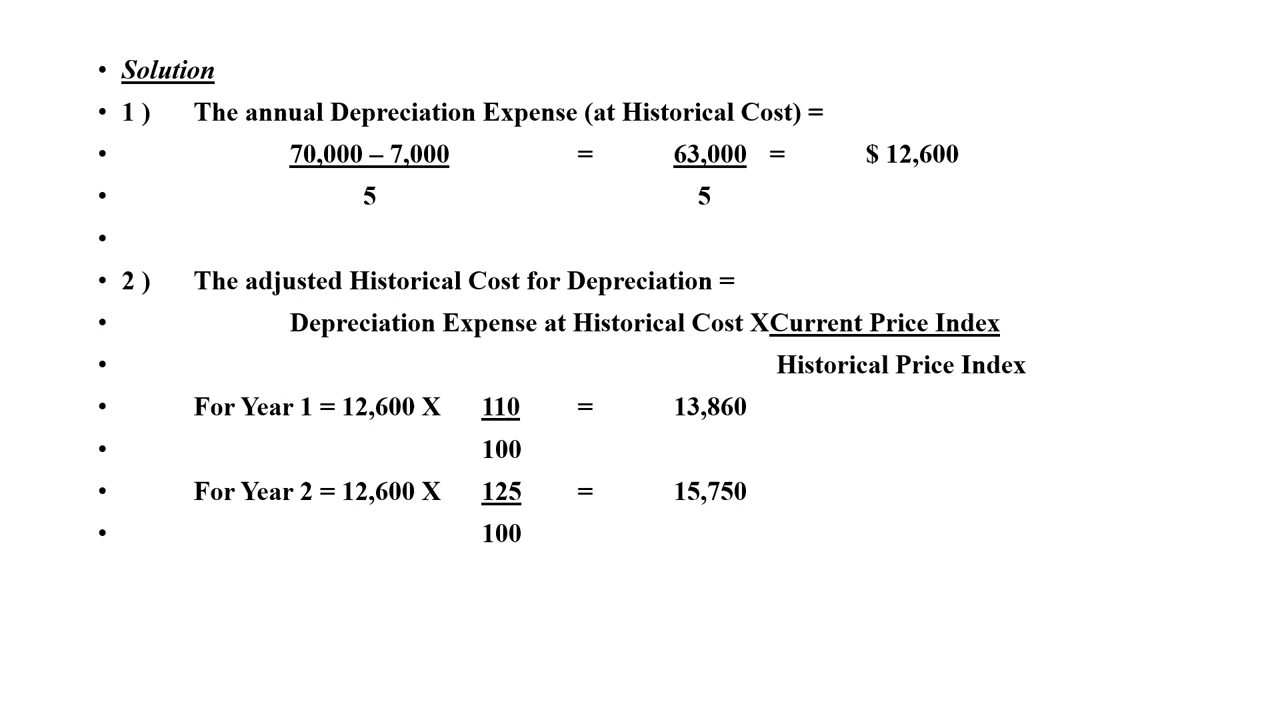 • Solution
• 1 ) The annual Depreciation Expense (at Historical Cost) =
• 70,000 – 7,000 = 63,000 = $ 12,600
• 5 5
•
• 2 ) The adjusted Historical Cost for Depreciation =
• Depreciation Expense at Historical Cost XCurrent Price Index
• Historical Price Index
• For Year 1 = 12,600 X 110 = 13,860
• 100
• For Year 2 = 12,600 X 125 = 15,750
• 100